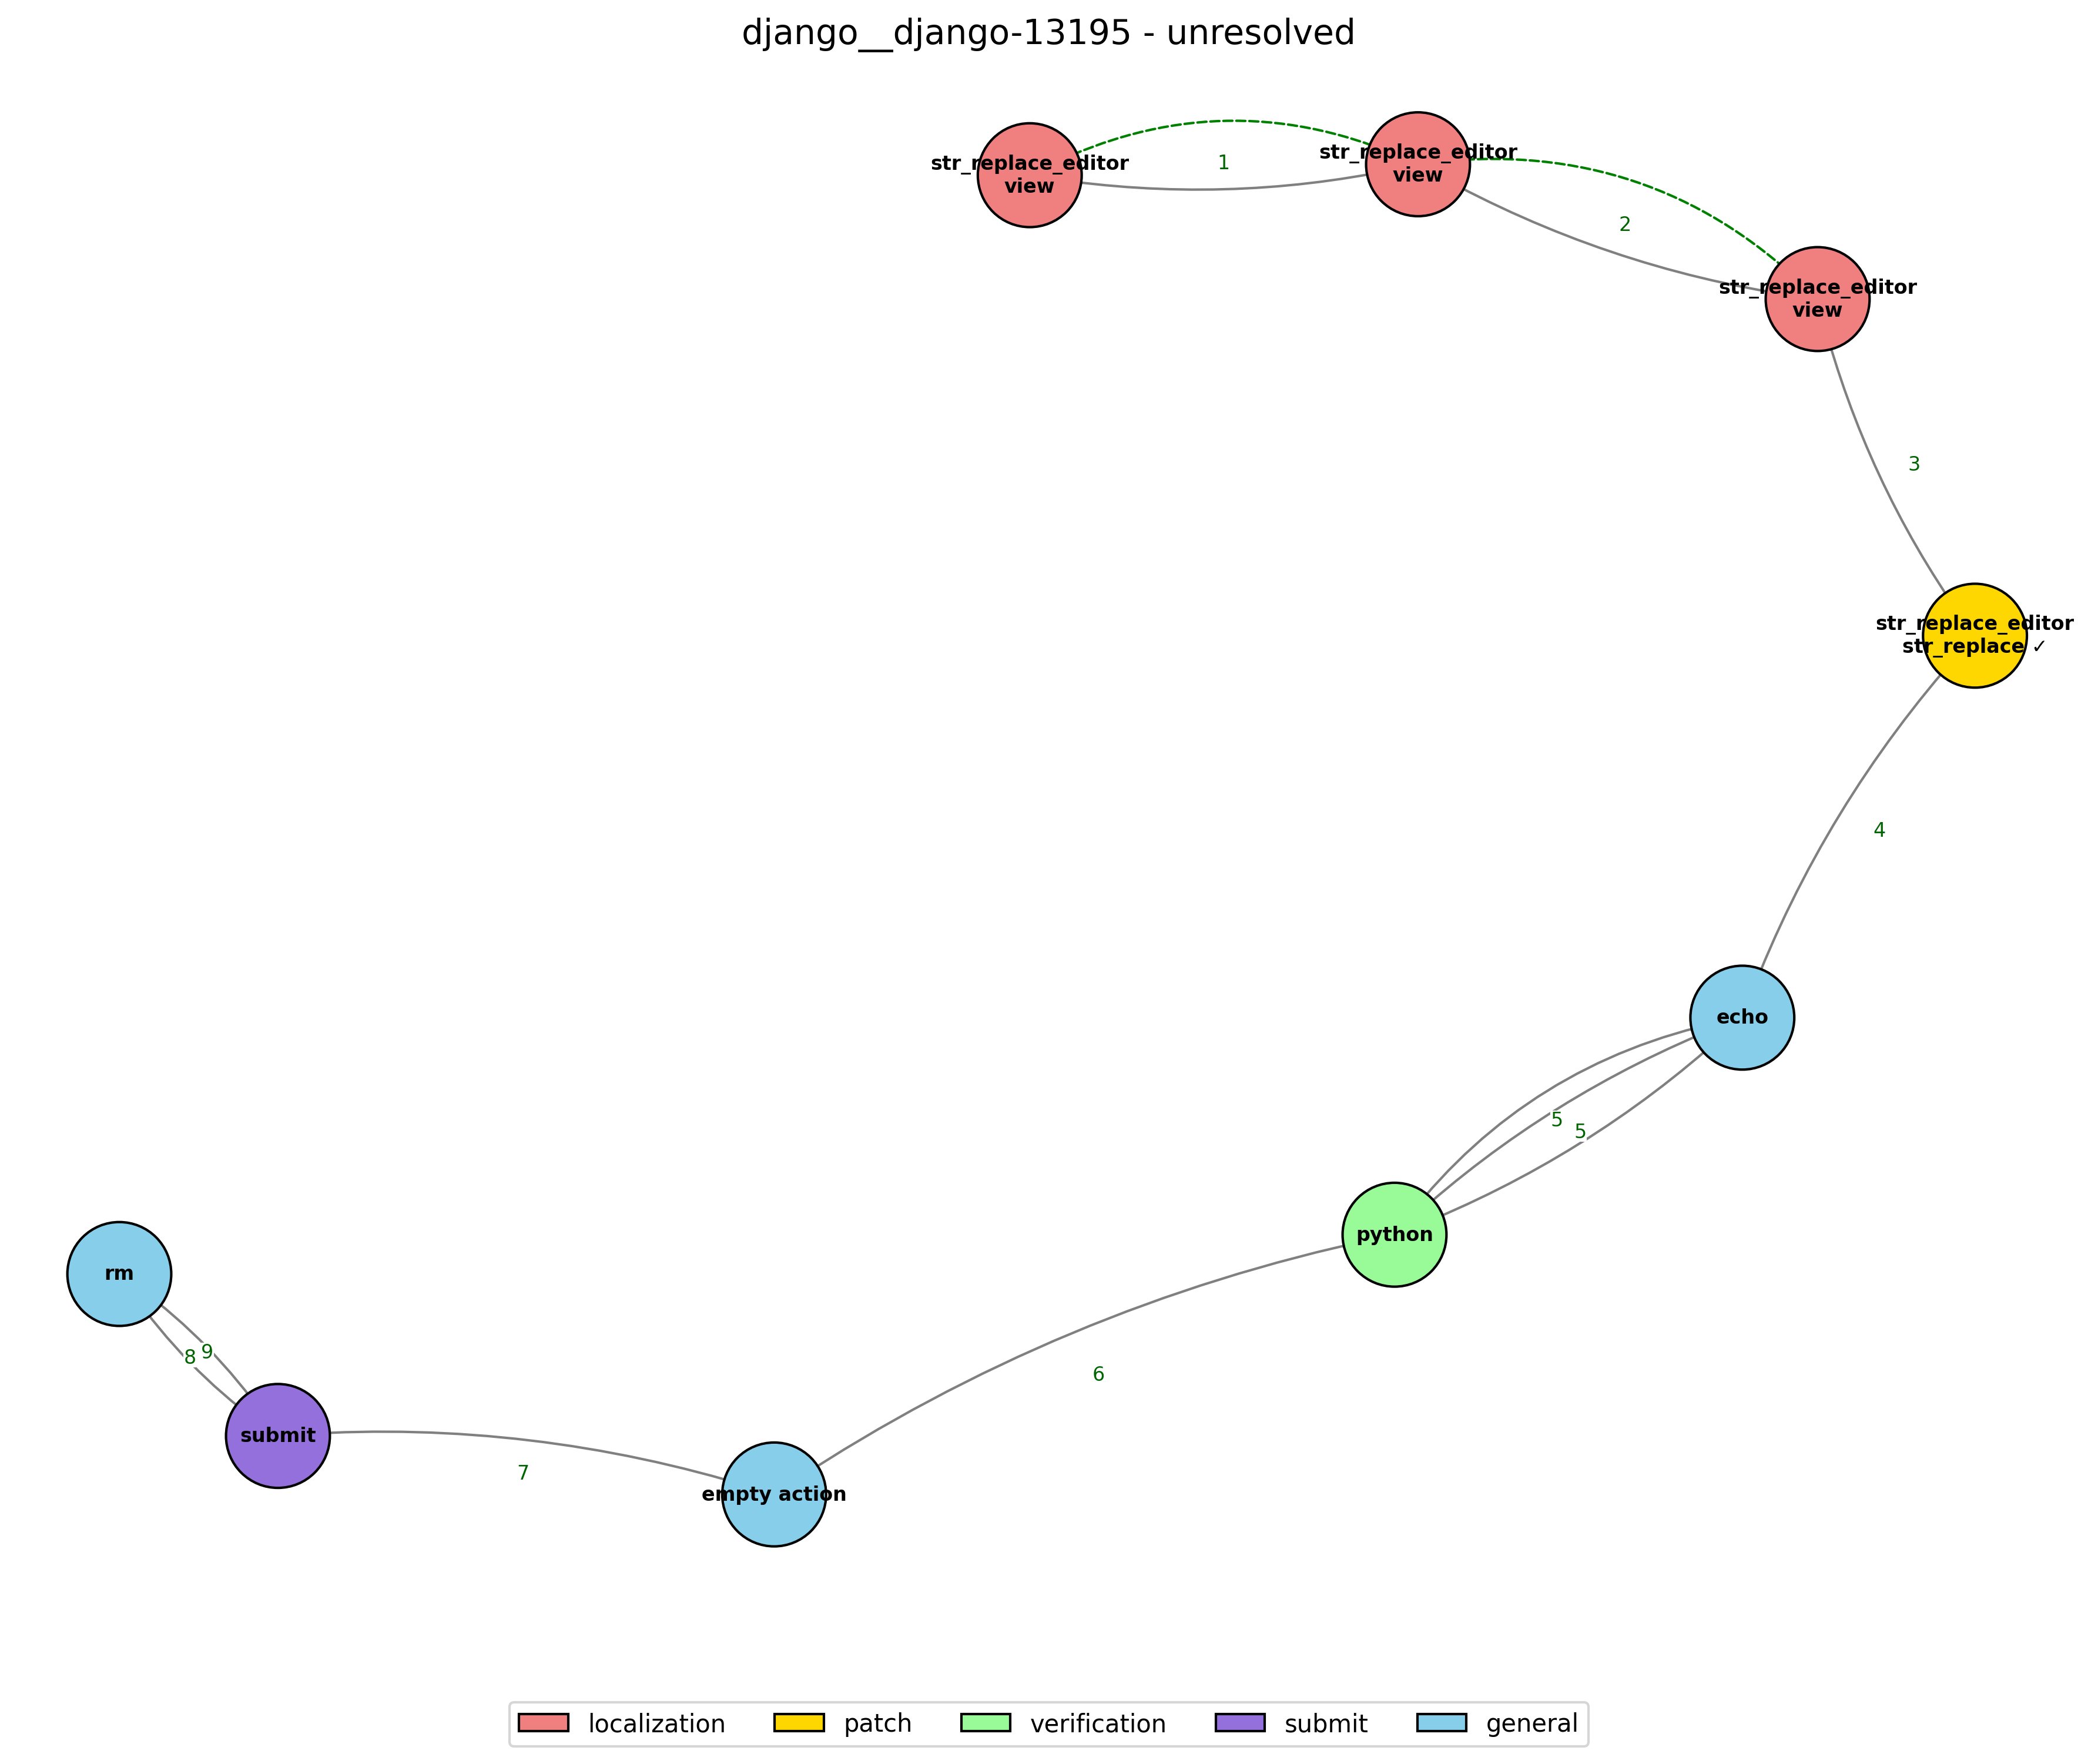 django__django-13195 - unresolved
str_replace_editor
view
1
str_replace_editor
view
2
str_replace_editor
view
3
str_replace_editor
str_replace ✓
4
echo
5
5
python
6
empty action
7
submit
8
9
rm
localization
patch
verification
submit
general